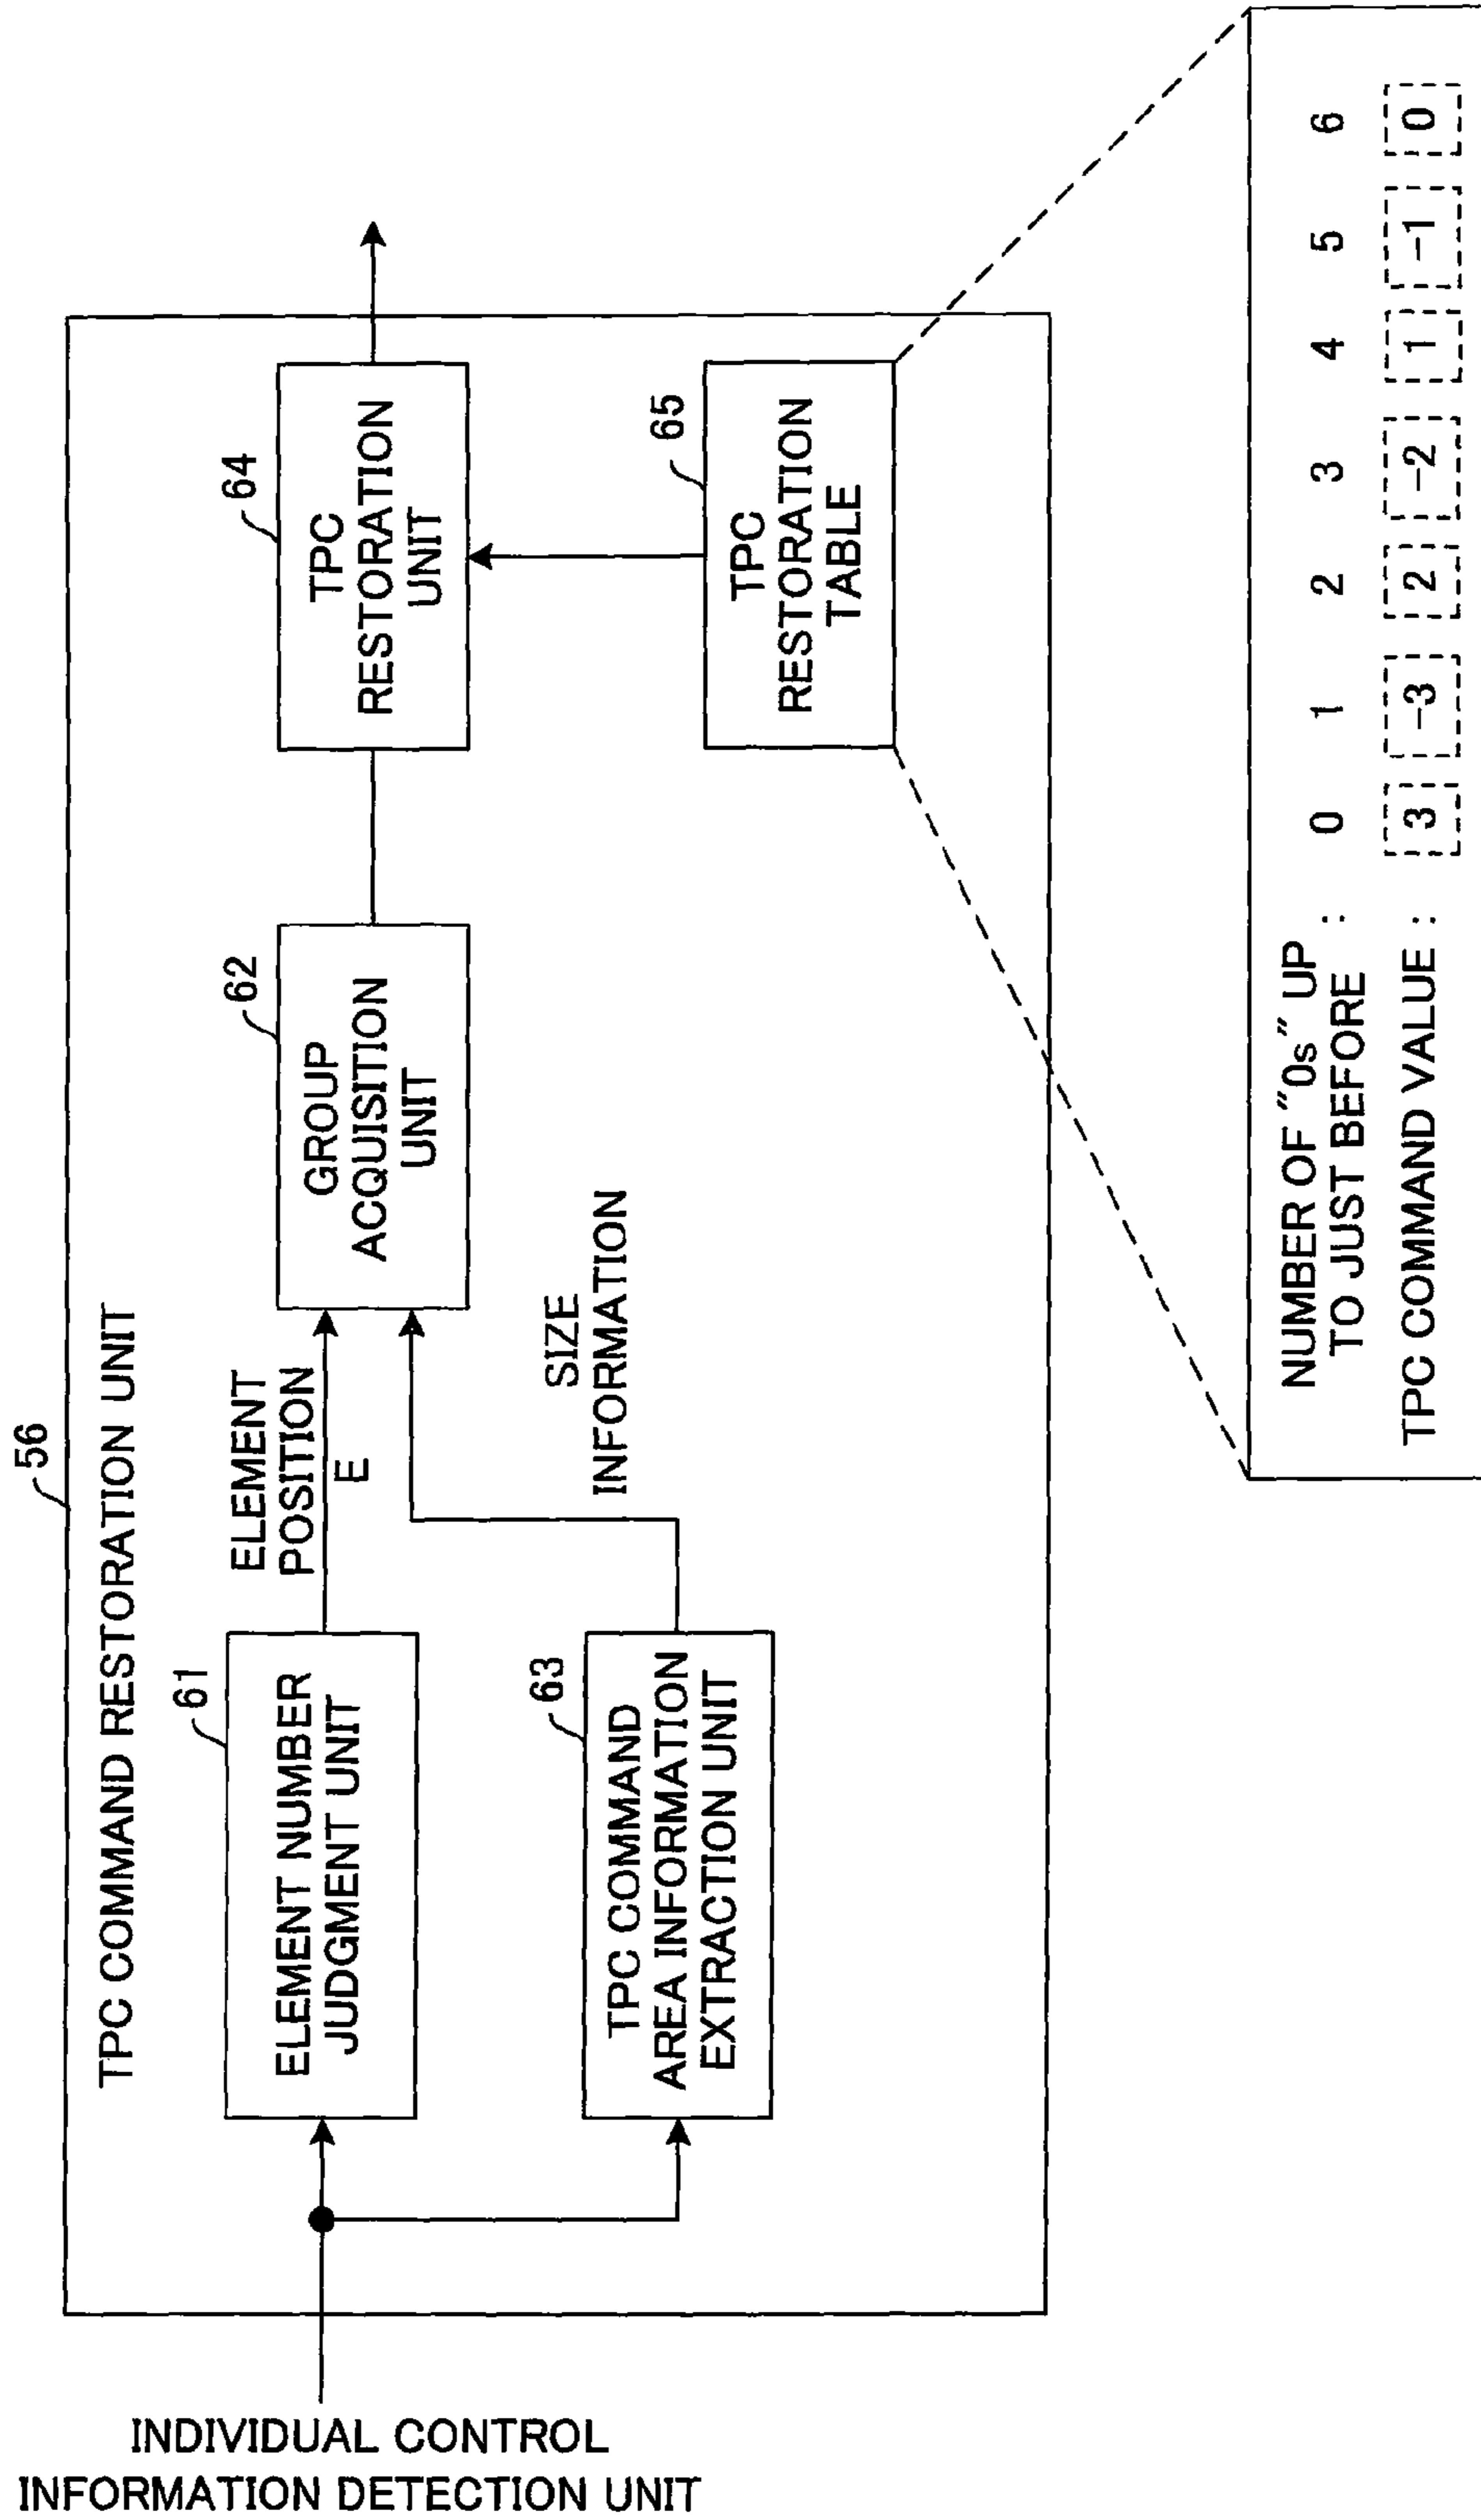 56
TPC COMMAND RESTORATION UNIT
61
ELEMENT NUMBER
JUDGMENT UNIT
ELEMENT
POSITION
E
62
GROUP
ACQUISITION
UNIT
64
TPC
RESTORATION
UNIT
63
TPC COMMAND
AREA INFORMATION
EXTRACTION UNIT
SIZE
INFORMATION
65
TPC
RESTORATION
TABLE
NUMBER OF "0s" UP
TO JUST BEFORE : 0 1 2 3 4 5 6
TPC COMMAND VALUE : 3 -3 2 -2 1 -1 0
INDIVIDUAL CONTROL
INFORMATION DETECTION UNIT